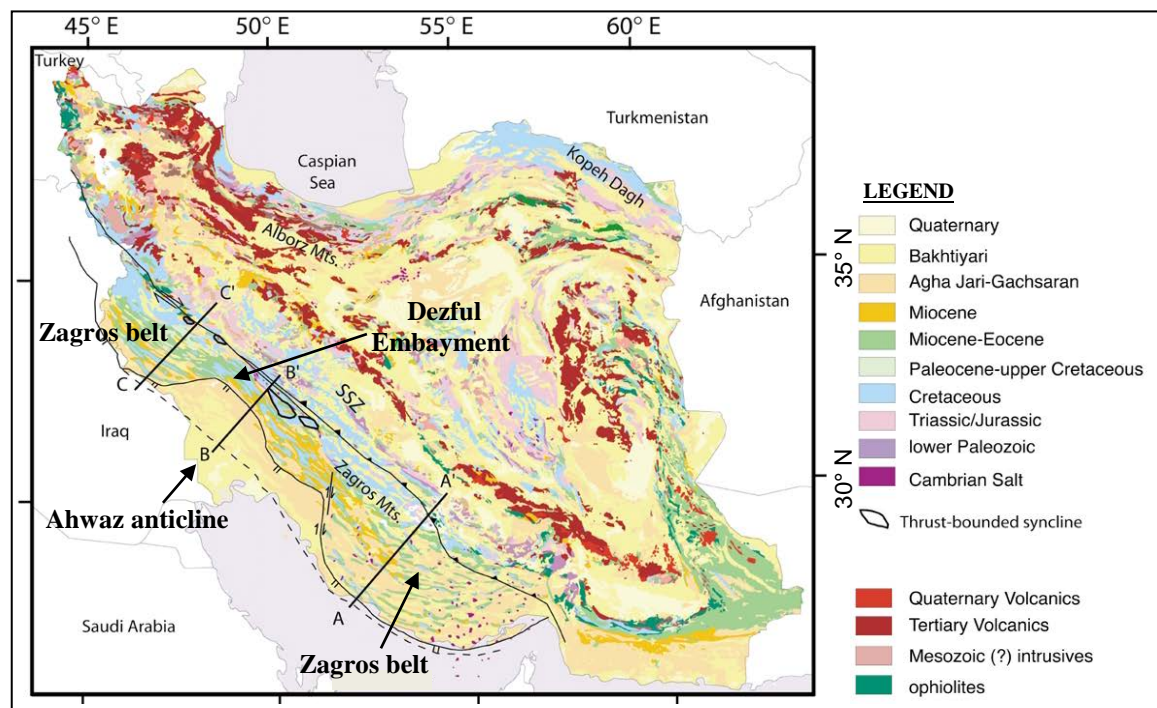 45° E 50° E 55° E 60° E
Turkey
Turkmenistan
Caspian
Sea
Kopeh Dagh
Alborz Mts.
35° N
Afghanistan
C'
Zagros belt
Dezful
Embayment
B'
C
SSZ
Iraq
B
30° N
A'
Zagros Mts.
Ahwaz anticline
A
Saudi Arabia
Zagros belt
LEGEND
Quaternary
Bakhtiyari
Agha Jari-Gachsaran
Miocene
Miocene-Eocene
Paleocene-upper Cretaceous
Cretaceous
Triassic/Jurassic
lower Paleozoic
Cambrian Salt
Thrust-bounded syncline
Quaternary Volcanics
Tertiary Volcanics
Mesozoic (?) intrusives
ophiolites